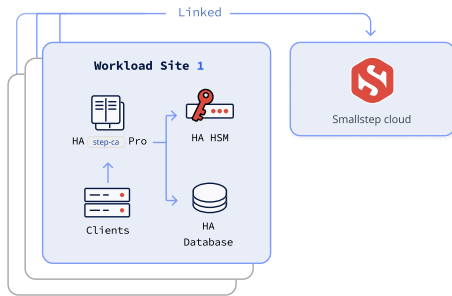 Linked
Workload Site 1
HA step-ca Pro
HA HSM
Clients
HA
Database
Smallstep cloud